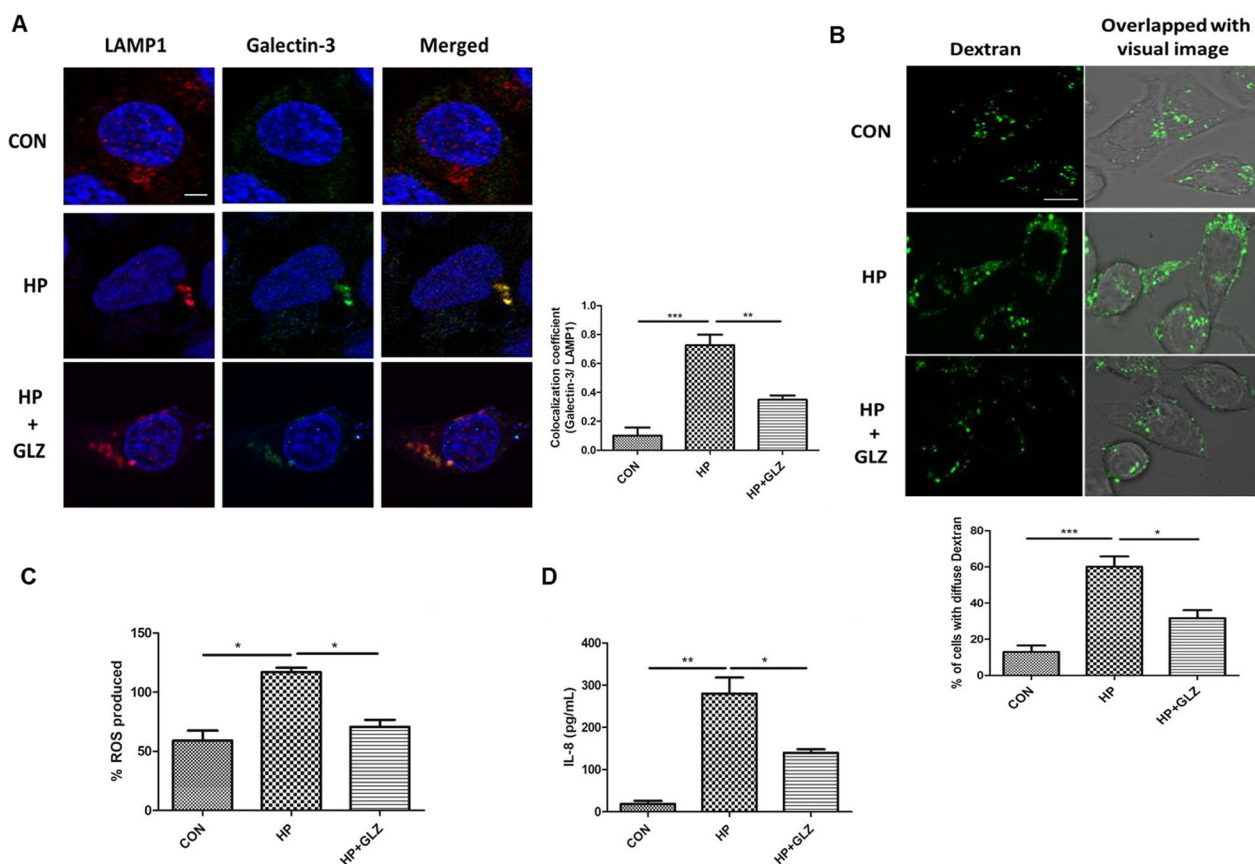 A
LAMP1
Galectin-3
Merged
CON
HP
HP
+
GLZ
Colocalization coefficient
(Galectin-3/ LAMP1)
1.0
0.8
0.6
0.4
0.2
0.0
***
**
CON
HP
HP+GLZ
B
Dextran
Overlapped with
visual image
CON
HP
HP
+
GLZ
% of cells with diffuse Dextran
80
60
40
20
0
***
*
CON
HP
HP+GLZ
C
% ROS produced
150
100
50
0
*
*
CON
HP
HP+GLZ
D
IL-8 (pg/mL)
400
300
200
100
0
**
*
CON
HP
HP+GLZ